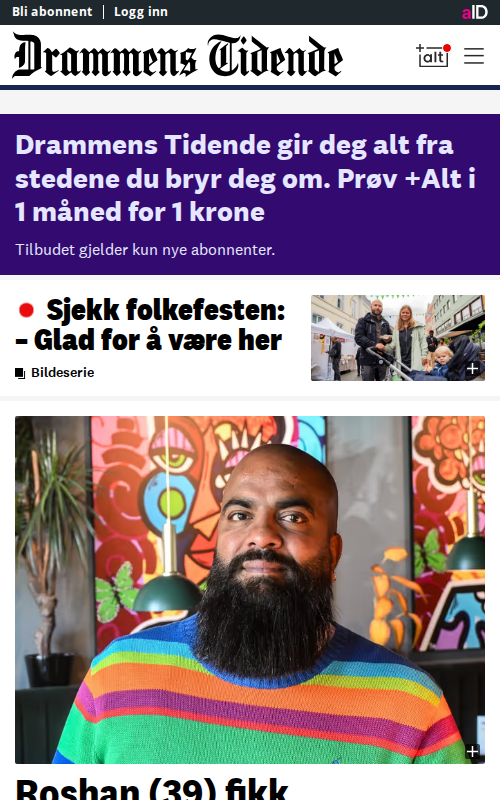 Bli abonnent | Logg inn
aID
Drammens Tidende
+alt
Drammens Tidende gir deg alt fra
stedene du bryr deg om. Prøv +Alt i
1 måned for 1 krone
Tilbudet gjelder kun nye abonnenter.
Sjekk folkefesten:
– Glad for å være her
Bildeserie
Roshan (39) fikk